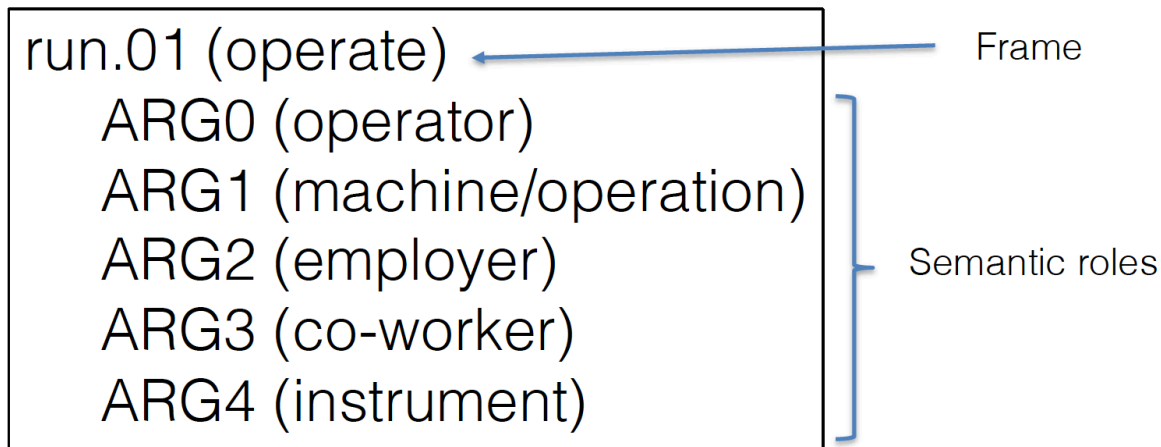 run.01 (operate)
Frame
ARG0 (operator)
ARG1 (machine/operation)
ARG2 (employer)
Semantic roles
ARG3 (co-worker)
ARG4 (instrument)